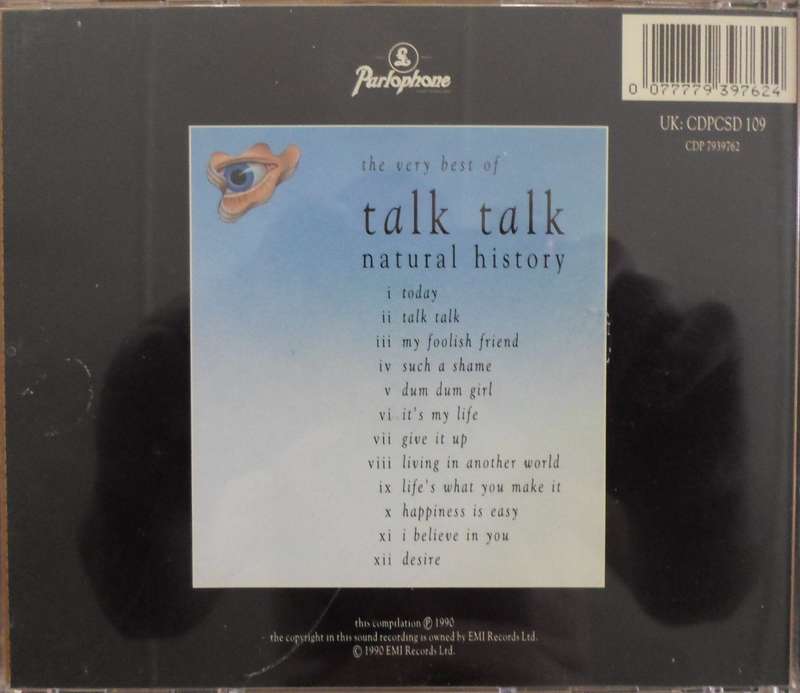 Parlophone
0 077779 397624
UK: CDPCSD 109
CDP 7939762
the very best of
talk talk
natural history
i today
ii talk talk
iii my foolish friend
iv such a shame
v dum dum girl
vi it's my life
vii give it up
viii living in another world
ix life's what you make it
x happiness is easy
xi i believe in you
xii desire
this compilation ℗ 1990
the copyright in this sound recording is owned by EMI Records Ltd.
© 1990 EMI Records Ltd.